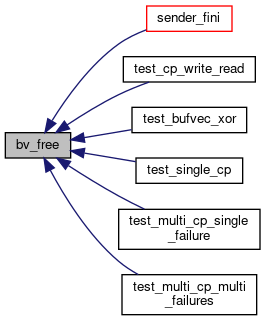 sender_fini
test_cp_write_read
test_bufvec_xor
bv_free
test_single_cp
test_multi_cp_single
_failure
test_multi_cp_multi
_failures